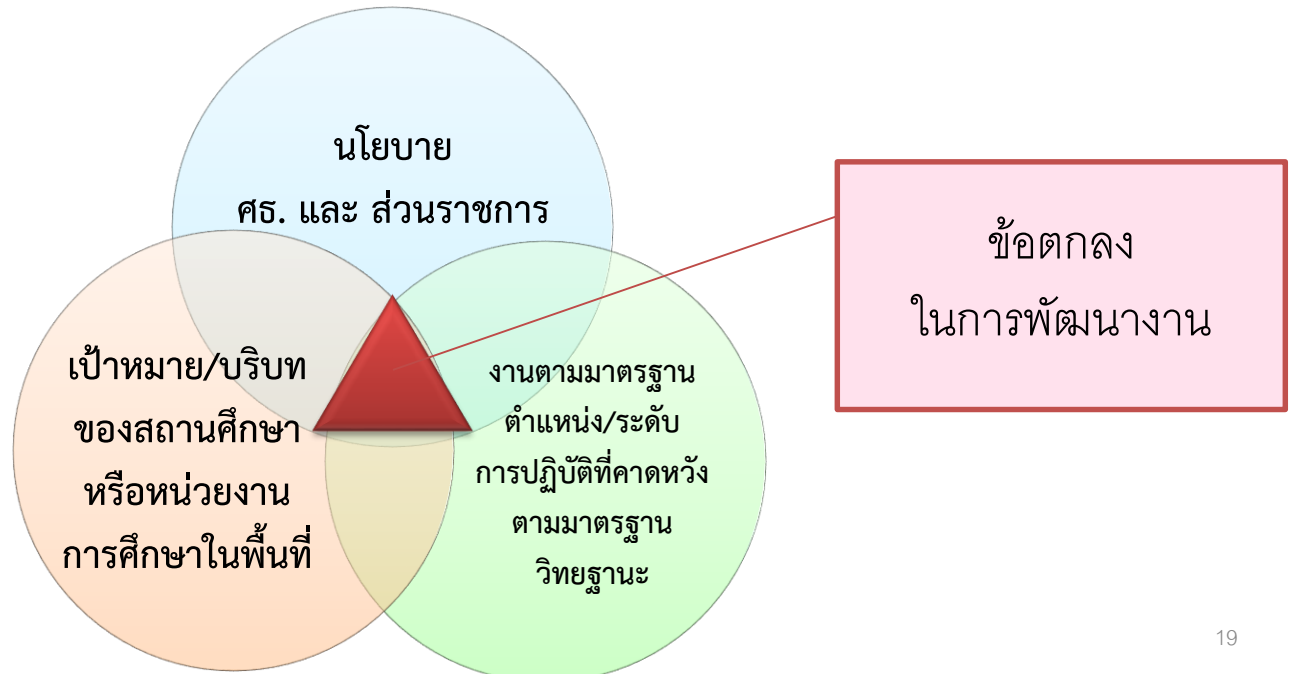 นโยบาย
ศธ. และ ส่วนราชการ
เป้าหมาย/บริบท
ของสถานศึกษา
หรือหน่วยงาน
การศึกษาในพื้นที่
งานตามมาตรฐาน
ตำแหน่ง/ระดับ
การปฏิบัติที่คาดหวัง
ตามมาตรฐาน
วิทยฐานะ
ข้อตกลง
ในการพัฒนางาน
19